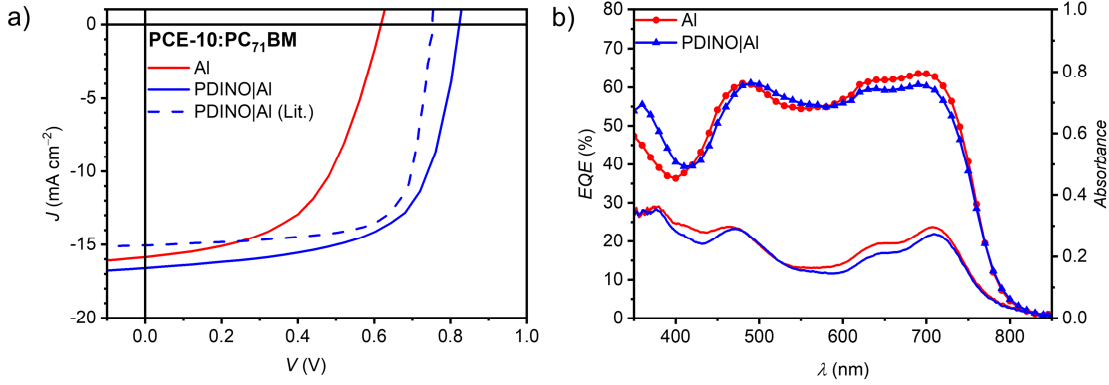 a)
PCE-10:PC71BM
Al
PDINO|Al
PDINO|Al (Lit.)
0
-5
-10
-15
-20
J (mA cm⁻²)
0.0 0.2 0.4 0.6 0.8 1.0
V (V)
b)
Al
PDINO|Al
80
70
60
50
40
30
20
10
0
EQE (%)
1.0
0.8
0.6
0.4
0.2
0.0
Absorbance
400 500 600 700 800
λ (nm)